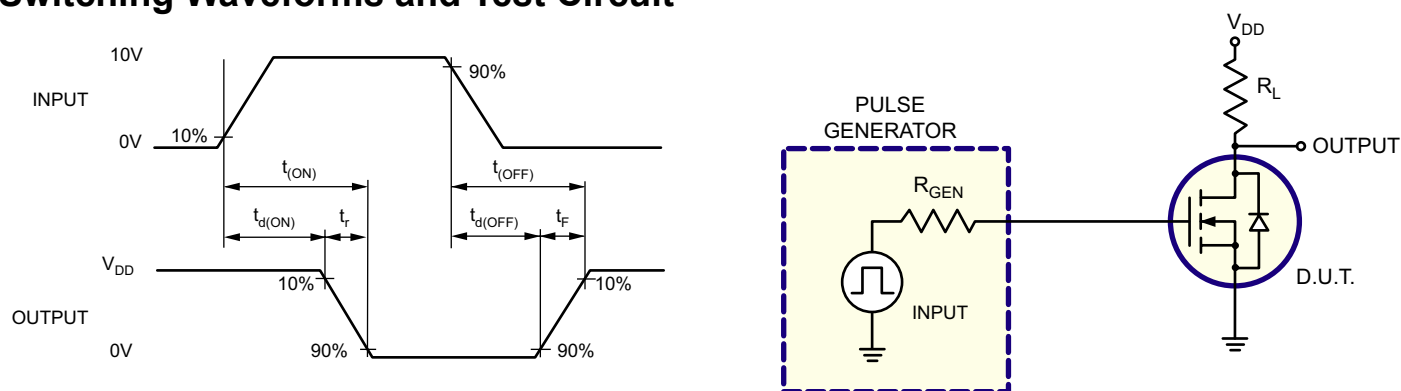 Switching Waveforms and Test Circuit
10V
INPUT
0V
10%
90%
t(ON)
t(OFF)
td(ON)
tr
td(OFF)
tF
VDD
10%
10%
OUTPUT
0V
90%
90%
VDD
RL
PULSE
GENERATOR
OUTPUT
RGEN
INPUT
D.U.T.